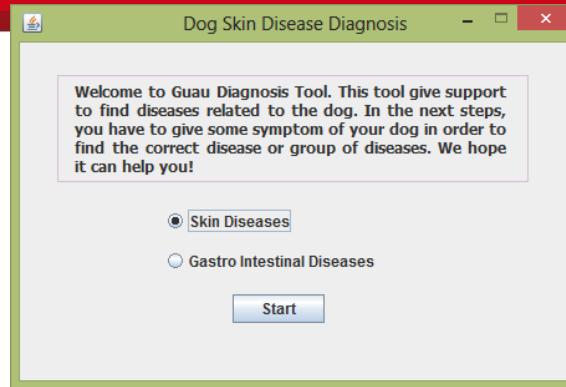 Dog Skin Disease Diagnosis
Welcome to Guau Diagnosis Tool. This tool give support
to find diseases related to the dog. In the next steps,
you have to give some symptom of your dog in order to
find the correct disease or group of diseases. We hope
it can help you!
Skin Diseases
Gastro Intestinal Diseases
Start